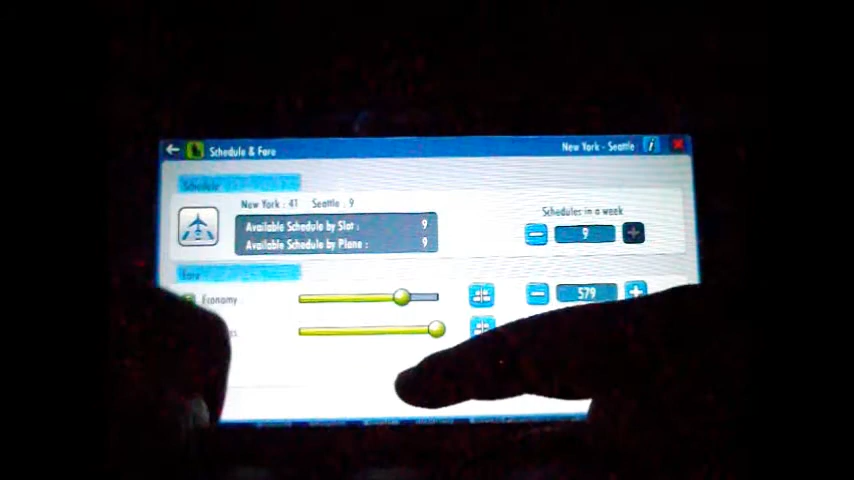 Schedule & Fare
New York - Seattle
Schedule
New York : 41 Seattle : 9
Available Schedule by Slot : 9
Available Schedule by Plane : 9
Schedules in a week
9
Fare
Economy
579